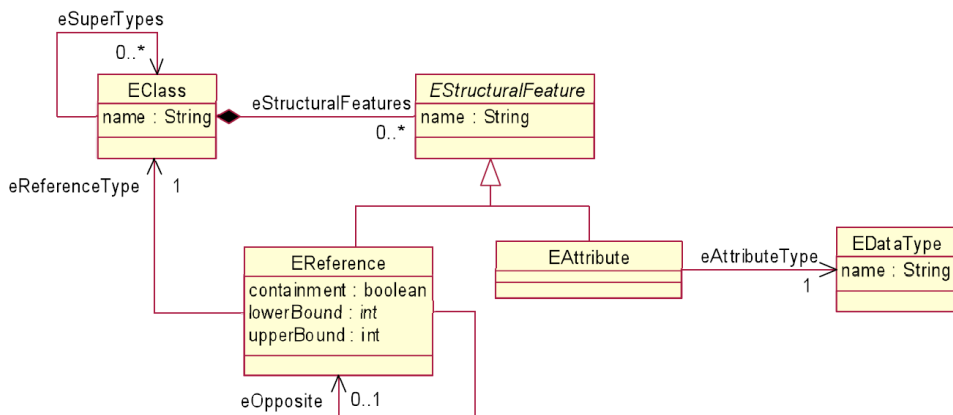 eSuperTypes
0..*
EClass
name : String
eStructuralFeatures
0..*
EStructuralFeature
name : String
eReferenceType
1
EReference
containment : boolean
lowerBound : int
upperBound : int
EAttribute
eAttributeType
1
EDataType
name : String
eOpposite
0..1